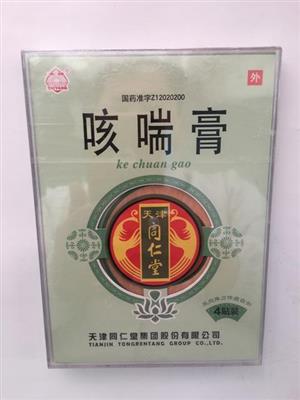 外
国药准字Z12020200
咳喘膏
ke chuan gao
天津
同仁堂
4贴装
天津同仁堂集团股份有限公司
TIANJIN TONGRENTANG GROUP CO.,LTD.